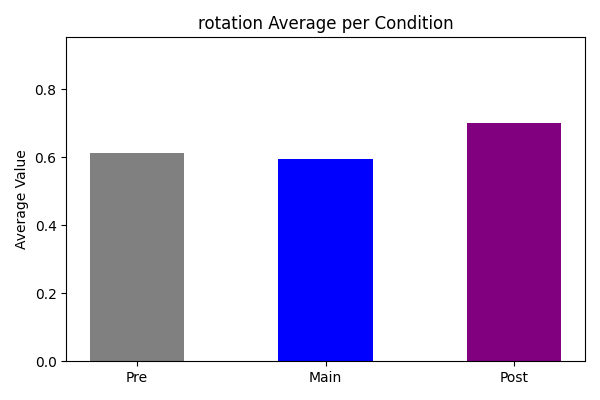 rotation Average per Condition
Average Value
0.8
0.6
0.4
0.2
0.0
Pre
Main
Post